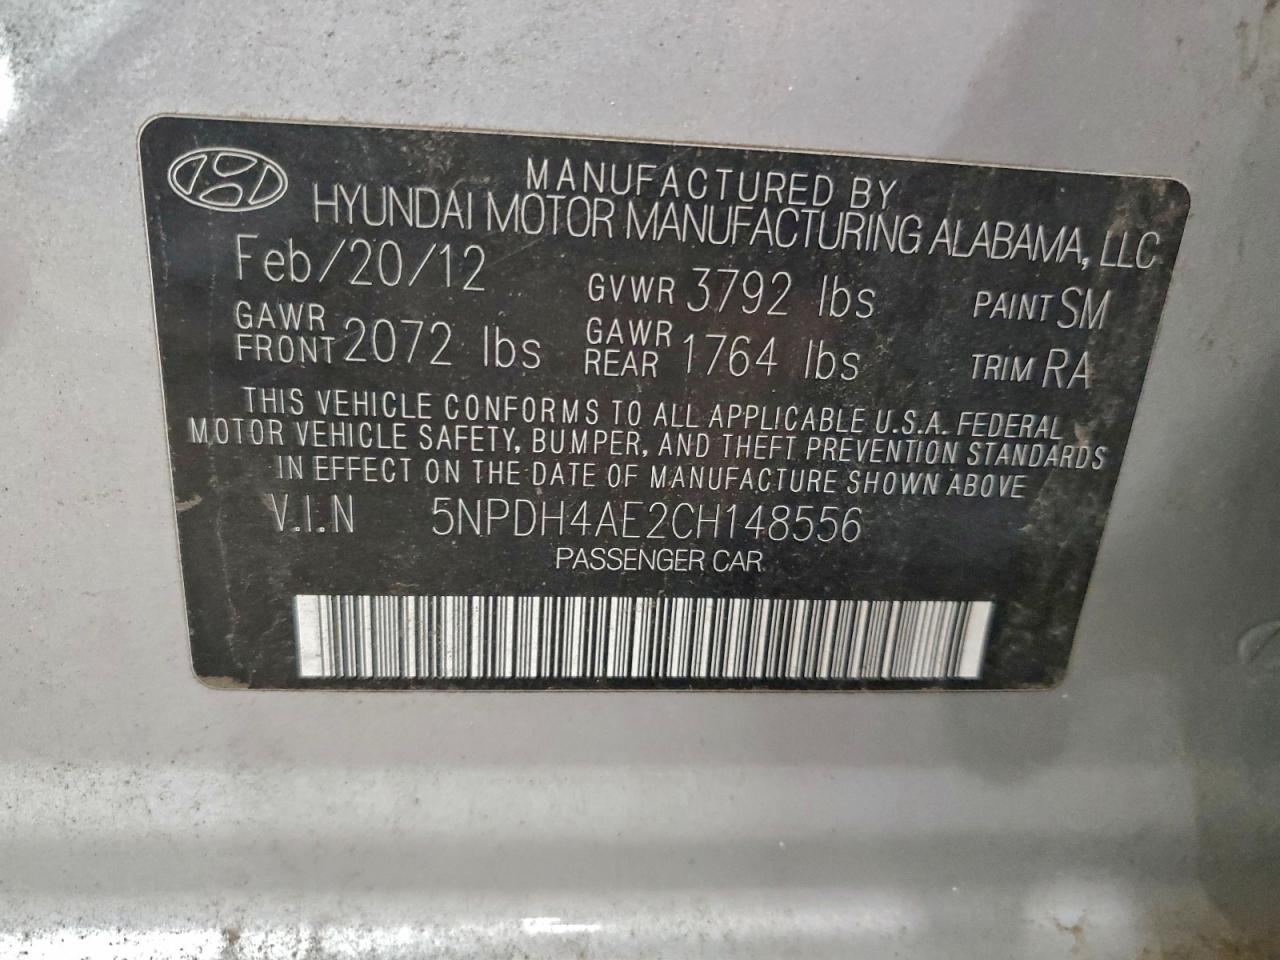 MANUFACTURED BY
HYUNDAI MOTOR MANUFACTURING ALABAMA, LLC
Feb/20/12 GVWR 3792 lbs PAINT SM
GAWR FRONT 2072 lbs GAWR REAR 1764 lbs TRIM RA
THIS VEHICLE CONFORMS TO ALL APPLICABLE U.S.A. FEDERAL
MOTOR VEHICLE SAFETY, BUMPER, AND THEFT PREVENTION STANDARDS
IN EFFECT ON THE DATE OF MANUFACTURE SHOWN ABOVE
V.I.N 5NPDH4AE2CH148556
PASSENGER CAR